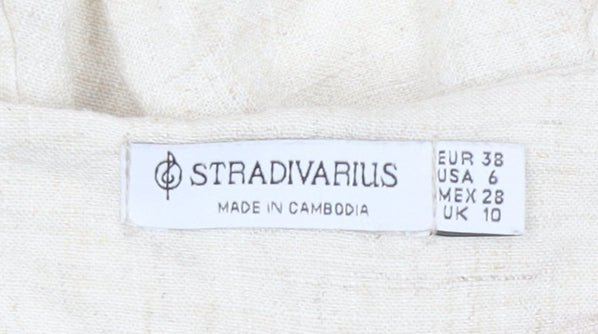 STRADIVARIUS
MADE IN CAMBODIA
EUR 38
USA 6
MEX 28
UK 10